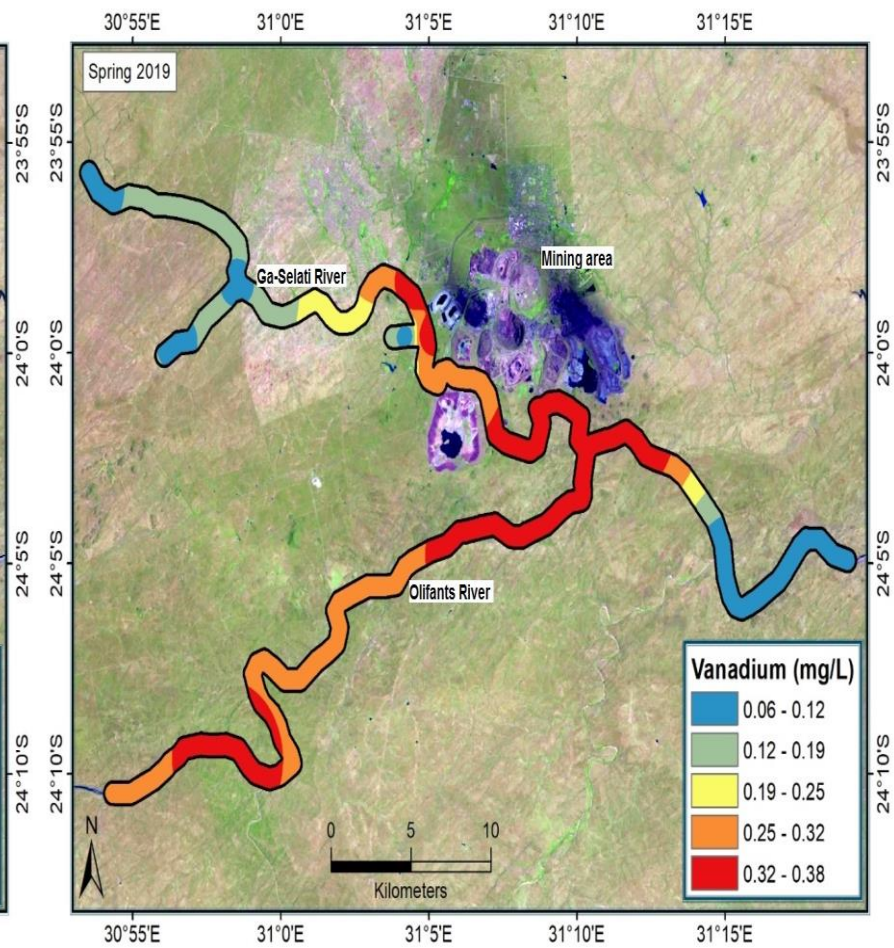 30°55'E 31°0'E 31°5'E 31°10'E 31°15'E
Spring 2019
23°55'S
23°55'S
Mining area
Ga-Selati River
24°0'S
24°0'S
24°5'S
24°5'S
Olifants River
Vanadium (mg/L)
0.06 - 0.12
0.12 - 0.19
0.19 - 0.25
0.25 - 0.32
0.32 - 0.38
24°10'S
24°10'S
N
0 5 10
Kilometers
30°55'E 31°0'E 31°5'E 31°10'E 31°15'E